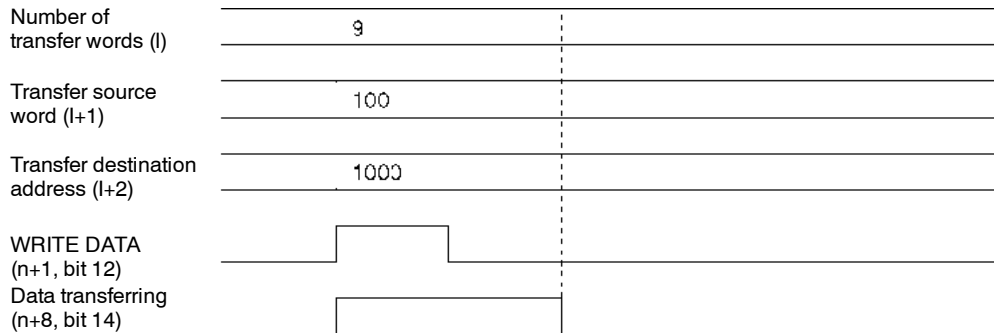 Number of
transfer words (l)
9
Transfer source
word (l+1)
100
Transfer destination
address (l+2)
1000
WRITE DATA
(n+1, bit 12)
Data transferring
(n+8, bit 14)